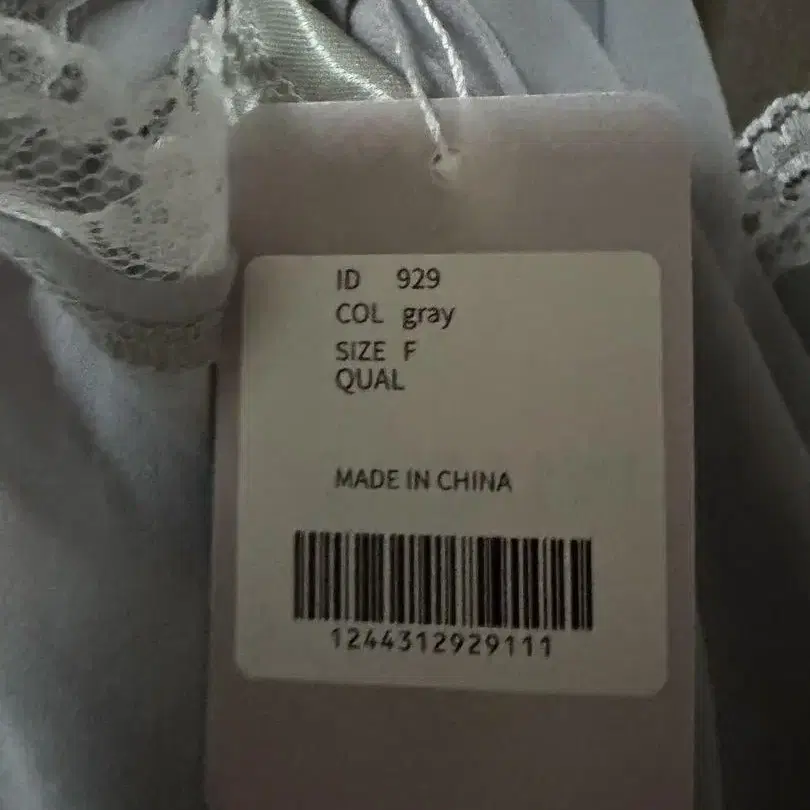 ID 929
COL gray
SIZE F
QUAL
MADE IN CHINA
1244312929111